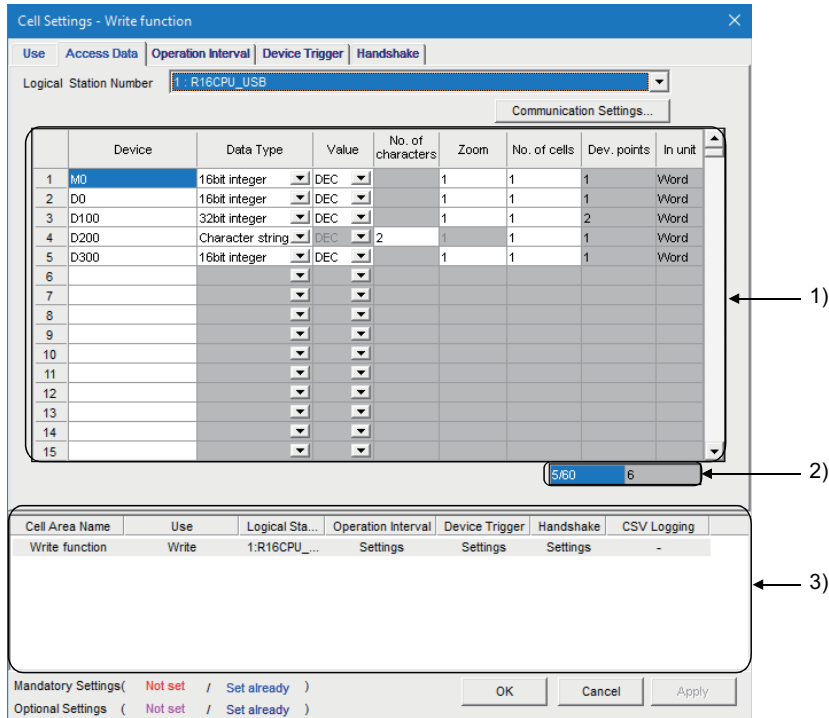 Cell Settings - Write function
Use Access Data Operation Interval Device Trigger Handshake
Logical Station Number 1 : R16CPU_USB
Communication Settings...
Device Data Type Value No. of characters Zoom No. of cells Dev. points In unit
1 M0 16bit integer DEC 1 1 1 Word
2 D0 16bit integer DEC 1 1 1 Word
3 D100 32bit integer DEC 1 1 2 Word
4 D200 Character string DEC 2 1 1 1 Word
5 D300 16bit integer DEC 1 1 1 Word
6
7
8
9
10
11
12
13
14
15
1)
5/60 6
2)
Cell Area Name Use Logical Sta... Operation Interval Device Trigger Handshake CSV Logging
Write function Write 1:R16CPU_... Settings Settings Settings -
3)
Mandatory Settings( Not set / Set already )
Optional Settings ( Not set / Set already )
OK Cancel Apply